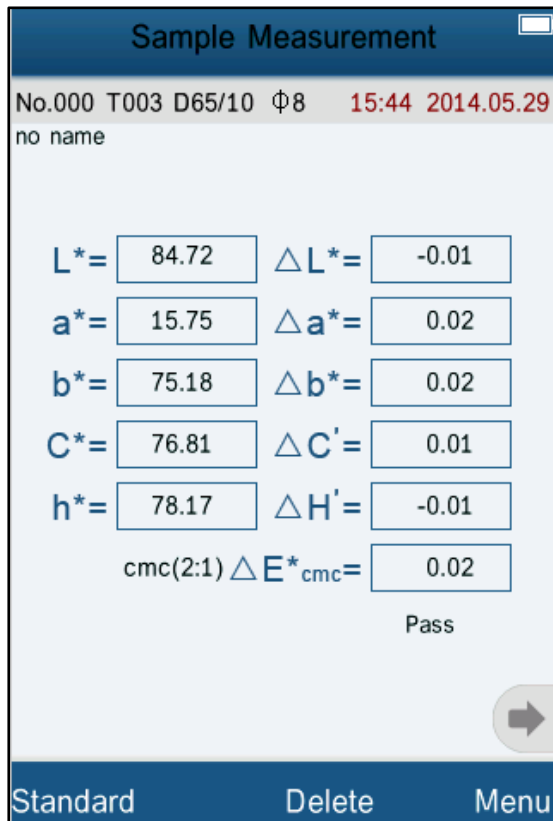 Sample Measurement
No.000 T003 D65/10 Φ8 15:44 2014.05.29
no name
L*= 84.72 △L*= -0.01
a*= 15.75 △a*= 0.02
b*= 75.18 △b*= 0.02
C*= 76.81 △C'= 0.01
h*= 78.17 △H'= -0.01
cmc(2:1) △E*cmc= 0.02
Pass
Standard Delete Menu